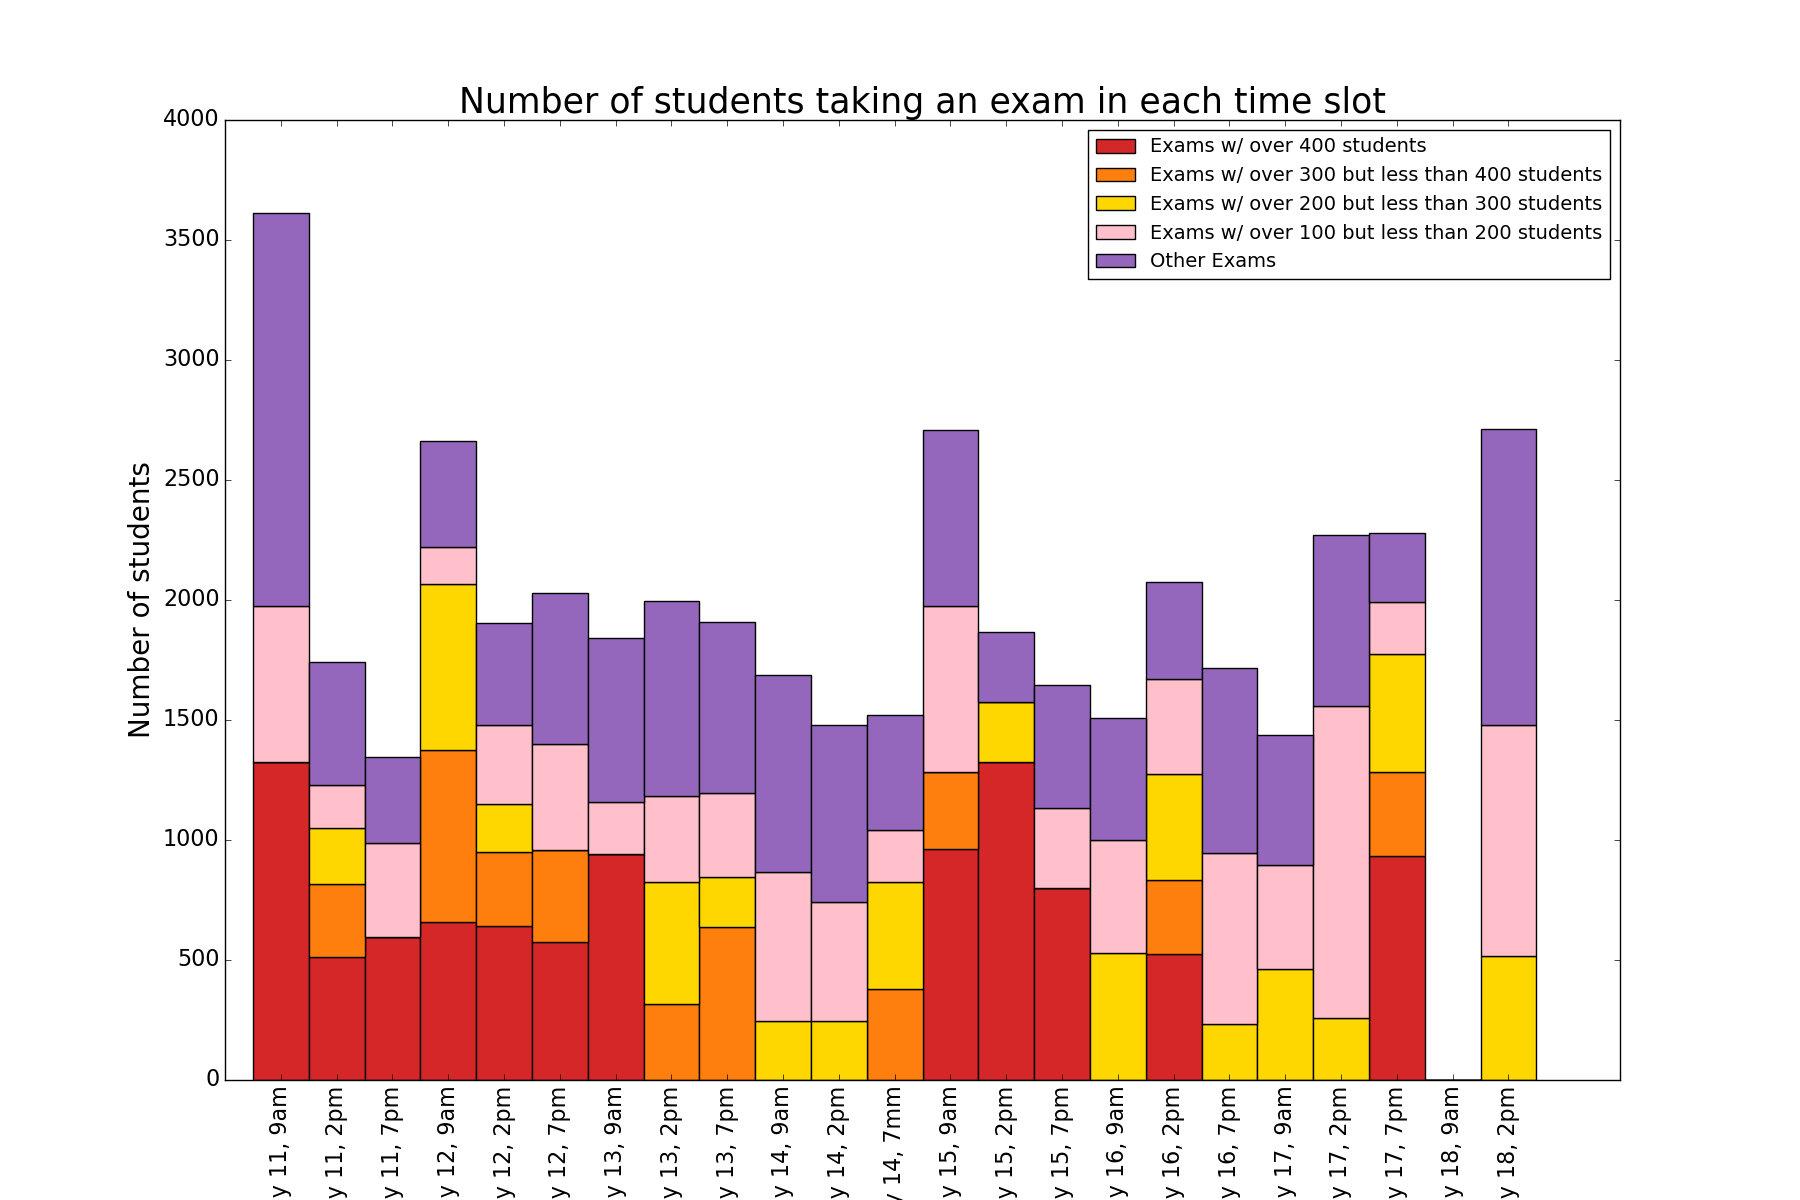 Number of students taking an exam in each time slot
4000
3500
3000
2500
2000
1500
1000
500
0
Number of students
Exams w/ over 400 students
Exams w/ over 300 but less than 400 students
Exams w/ over 200 but less than 300 students
Exams w/ over 100 but less than 200 students
Other Exams
y 11, 9am
y 11, 2pm
y 11, 7pm
y 12, 9am
y 12, 2pm
y 12, 7pm
y 13, 9am
y 13, 2pm
y 13, 7pm
y 14, 9am
y 14, 2pm
y 14, 7mm
y 15, 9am
y 15, 2pm
y 15, 7pm
y 16, 9am
y 16, 2pm
y 16, 7pm
y 17, 9am
y 17, 2pm
y 17, 7pm
y 18, 9am
y 18, 2pm